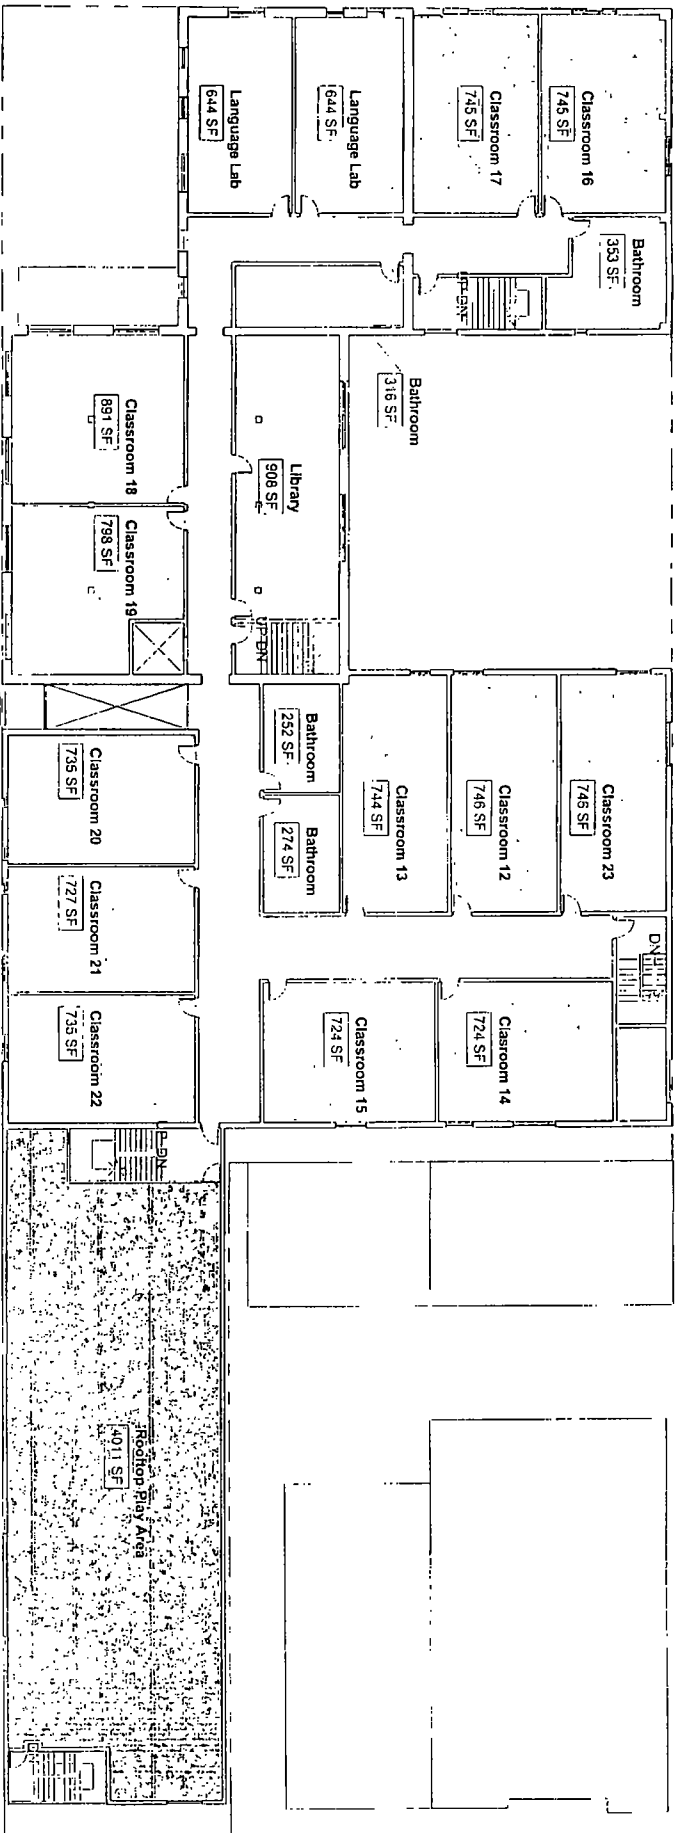 DN
Bathroom
353 SF
Classroom 23
746 SF
Classroom 16
745 SF
Classroom 17
745 SF
Classroom 12
746 SF
Clasroom 14
724 SF
UP DN
Bathroom
316 SF
Classroom 13
744 SF
Classroom 15
724 SF
Language Lab
644 SF
Bathroom
252 SF
Bathroom
274 SF
Library
908 SF
UP DN
Language Lab
644 SF
DN
Rooftop Play Area
4011 SF
Classroom 18
891 SF
Classroom 19
798 SF
Classroom 20
735 SF
Classroom 21
727 SF
Classroom 22
735 SF